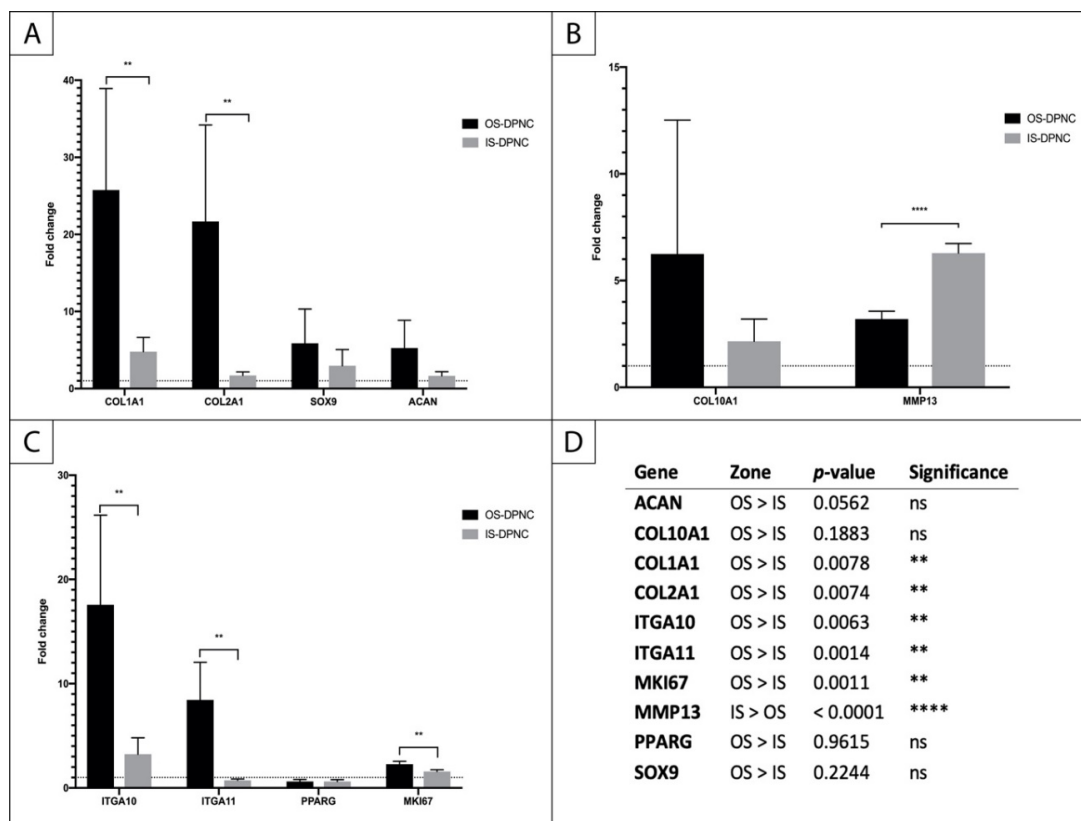 A
**
**
40
30
20
10
0
Fold change
OS-DPNC
IS-DPNC
COL1A1 COL2A1 SOX9 ACAN
B
15
10
5
0
Fold change
OS-DPNC
IS-DPNC
****
COL10A1 MMP13
C
30
20
10
0
Fold change
**
**
**
OS-DPNC
IS-DPNC
ITGA10 ITGA11 PPARG MKI67
D
Gene Zone p-value Significance
ACAN OS > IS 0.0562 ns
COL10A1 OS > IS 0.1883 ns
COL1A1 OS > IS 0.0078 **
COL2A1 OS > IS 0.0074 **
ITGA10 OS > IS 0.0063 **
ITGA11 OS > IS 0.0014 **
MKI67 OS > IS 0.0011 **
MMP13 IS > OS < 0.0001 ****
PPARG OS > IS 0.9615 ns
SOX9 OS > IS 0.2244 ns